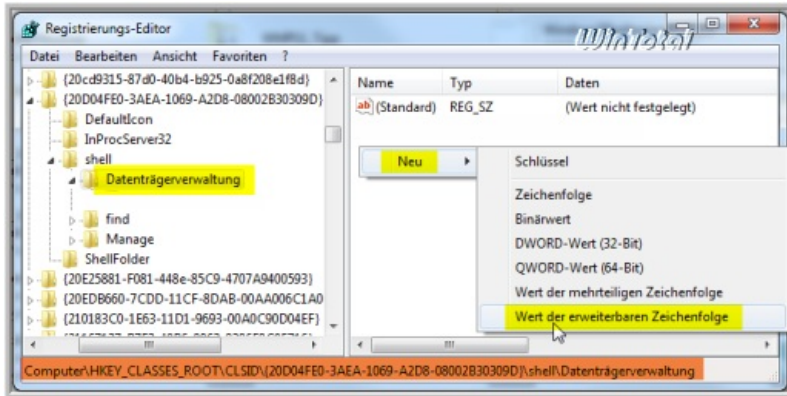 Registrierungs-Editor
WinTotal
Datei Bearbeiten Ansicht Favoriten ?
{20cd9315-87d0-40b4-b925-0a8f208e1f8d}
{20D04FE0-3AEA-1069-A2D8-08002B30309D}
DefaultIcon
InProcServer32
shell
Datenträgerverwaltung
find
Manage
ShellFolder
{20E25881-F081-448e-85C9-4707A9400593}
{20EDB660-7CDD-11CF-8DAB-00AA006C1A0
{210183C0-1E63-11D1-9693-00A0C90D04EF}
Name Typ Daten
ab (Standard) REG_SZ (Wert nicht festgelegt)
Neu
Schlüssel
Zeichenfolge
Binärwert
DWORD-Wert (32-Bit)
QWORD-Wert (64-Bit)
Wert der mehrteiligen Zeichenfolge
Wert der erweiterbaren Zeichenfolge
Computer\HKEY_CLASSES_ROOT\CLSID\{20D04FE0-3AEA-1069-A2D8-08002B30309D}\shell\Datenträgerverwaltung